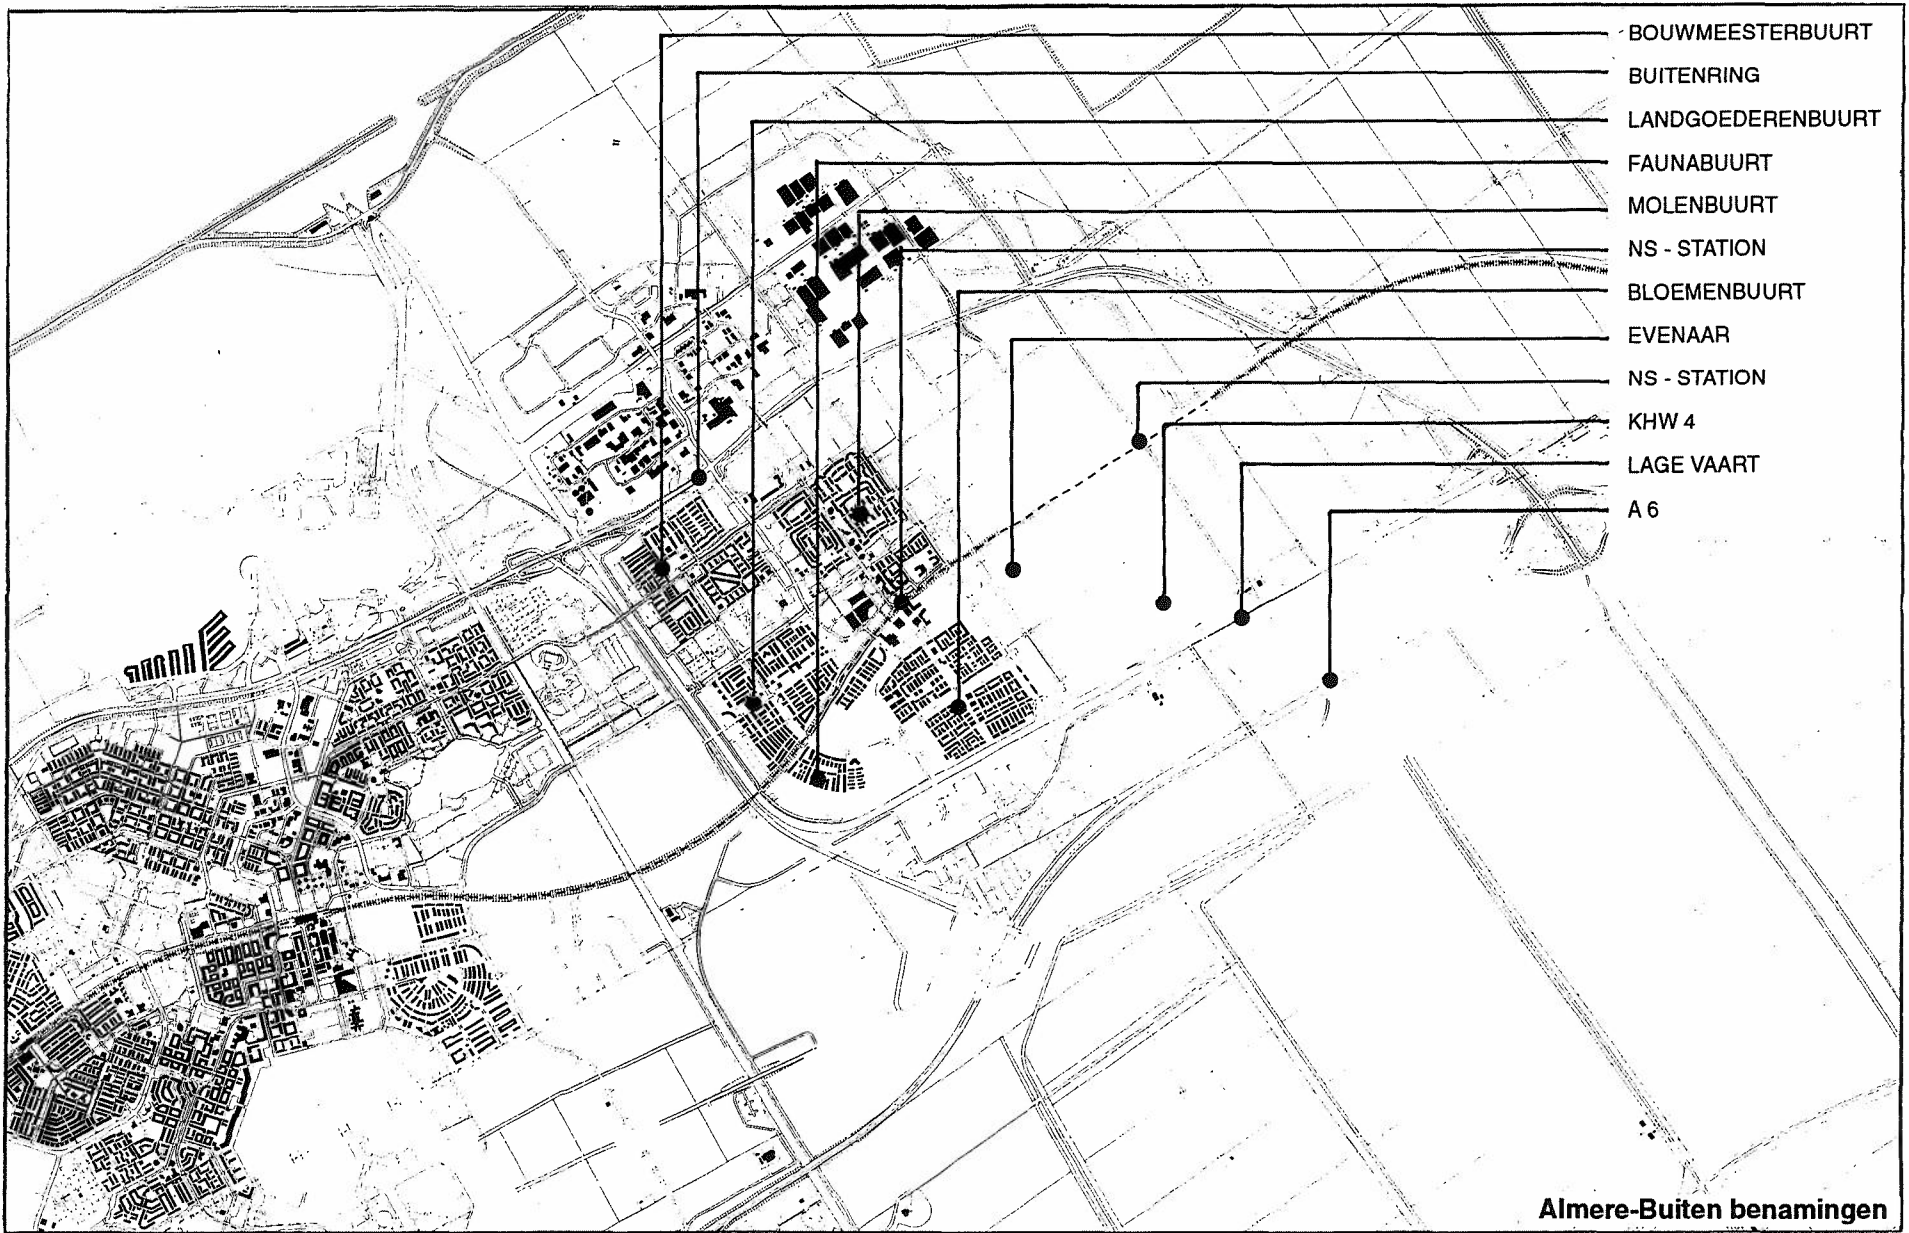 BOUWMEESTERBUURT
BUITENRING
LANDGOEDERENBUURT
FAUNABUURT
MOLENBUURT
NS - STATION
BLOEMENBUURT
EVENAAR
NS - STATION
KHW 4
LAGE VAART
A 6
Almere-Buiten benamingen